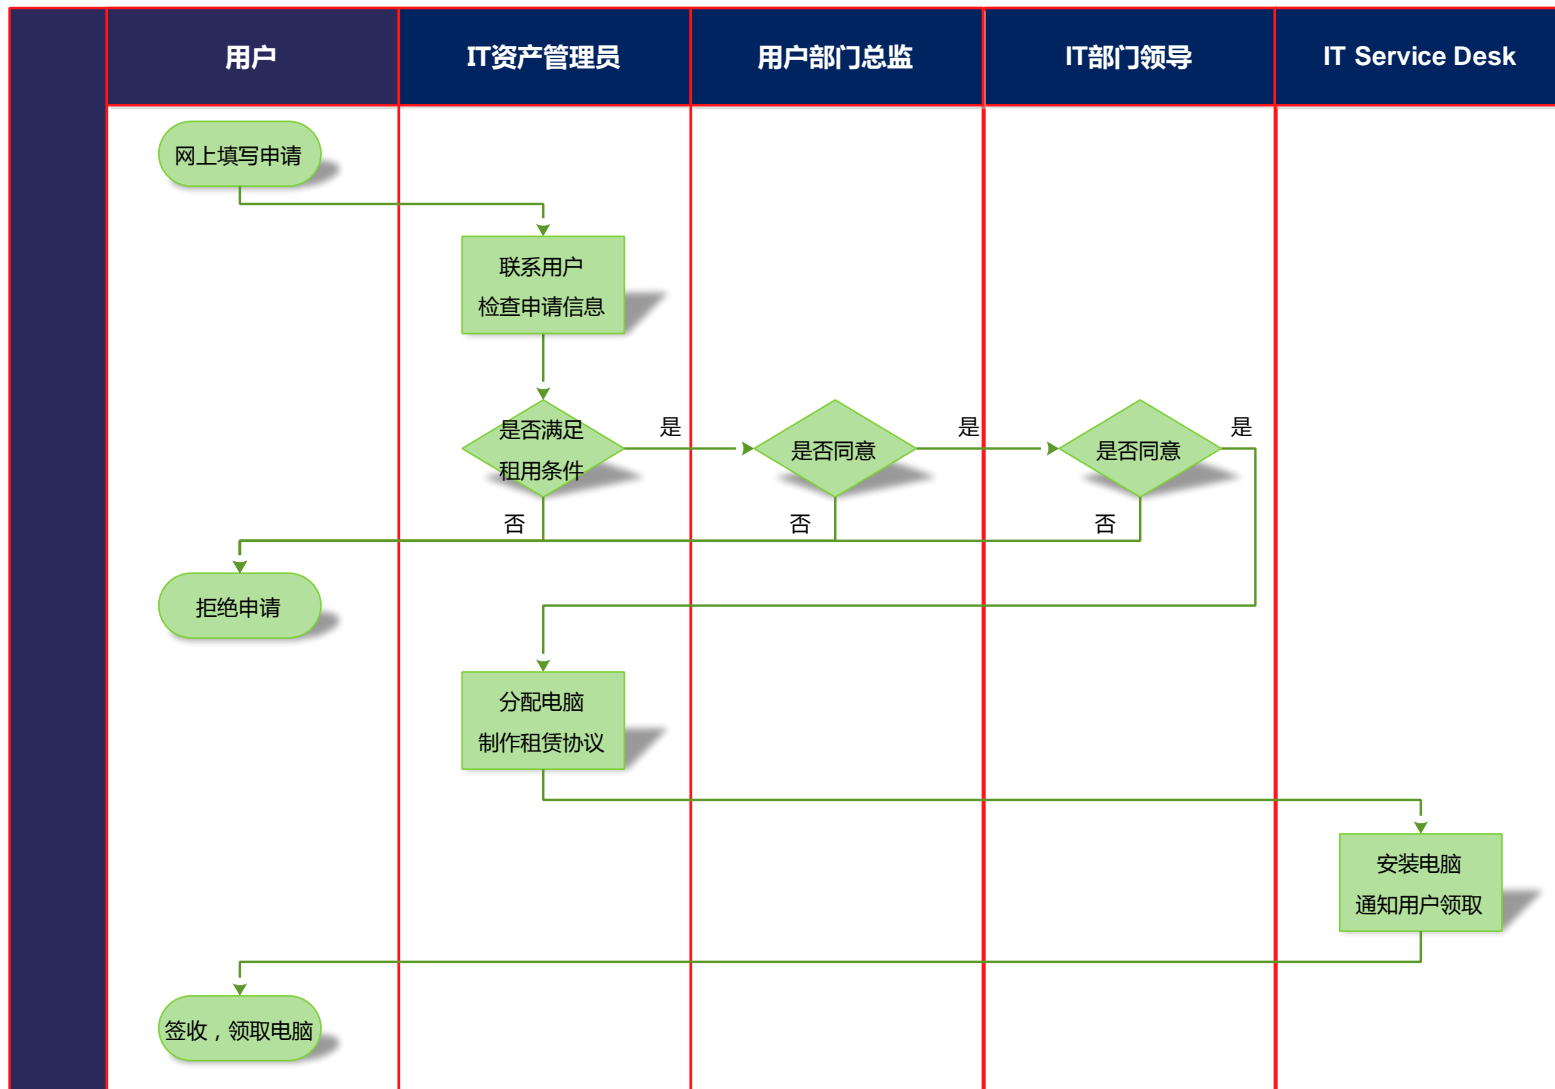 用户
IT资产管理员
用户部门总监
IT部门领导
IT Service Desk
网上填写申请
联系用户
检查申请信息
是否满足
租用条件
是
是否同意
是
是否同意
是
否
否
否
拒绝申请
分配电脑
制作租赁协议
安装电脑
通知用户领取
签收，领取电脑